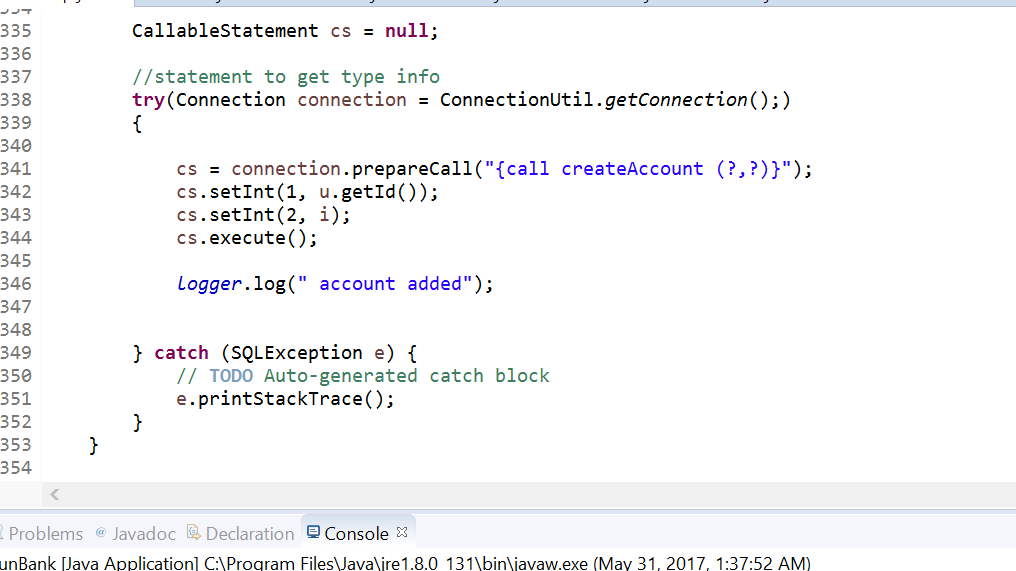 335 CallableStatement cs = null;
336
337 //statement to get type info
338 try(Connection connection = ConnectionUtil.getConnection();)
339 {
340
341 cs = connection.prepareCall("{call createAccount (?,?)}");
342 cs.setInt(1, u.getId());
343 cs.setInt(2, i);
344 cs.execute();
345
346 logger.log(" account added");
347
348
349 } catch (SQLException e) {
350 // TODO Auto-generated catch block
351 e.printStackTrace();
352 }
353 }
354
Problems @ Javadoc Declaration Console
unBank [Java Application] C:\Program Files\Java\jre1.8.0_131\bin\javaw.exe (May 31, 2017, 1:37:52 AM)